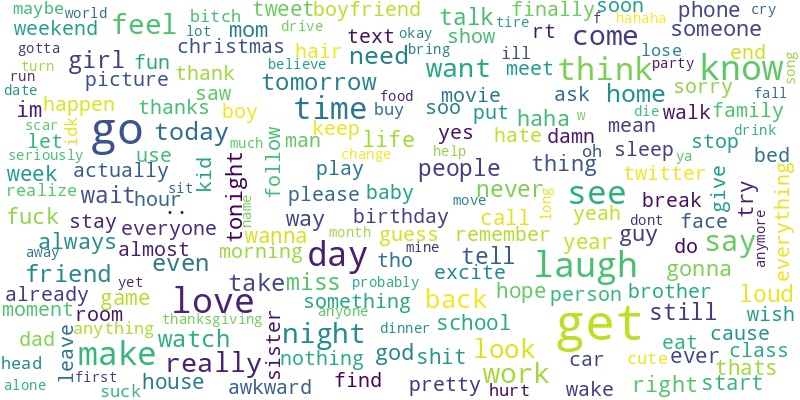 maybe world bitch tweet boyfriend finally soon f hahaha cry
weekend lot feel mom drive talk tire okay phone someone
gotta christmas text show rt bring come lose end song
turn girl fun hair need want ill meet think party know
run picture thank believe tomorrow movie ask home sorry fall
date im happen saw time food buy soo put haha w die walk family
scar thanks boy keep yes hate damn mean stop drink
let idk go today much man life oh sleep ya bed
seriously use kid follow change help thing
week actually play people never see give try
realize wait hour sit tonight name please baby move long break everything
fuck stay .. everyone way birthday call yeah dont face anymore
always almost wanna month guess mine remember year guy do say
away even morning day tho tell laugh gonna
friend yet take miss probably excite hope person brother loud
already game love something anyone back still wish
moment room thanksgiving night dinner school get cause
dad anything watch sister nothing god shit look eat class
leave make really car cute ever thats
head first house awkward find pretty work wake right start
alone suck hurt